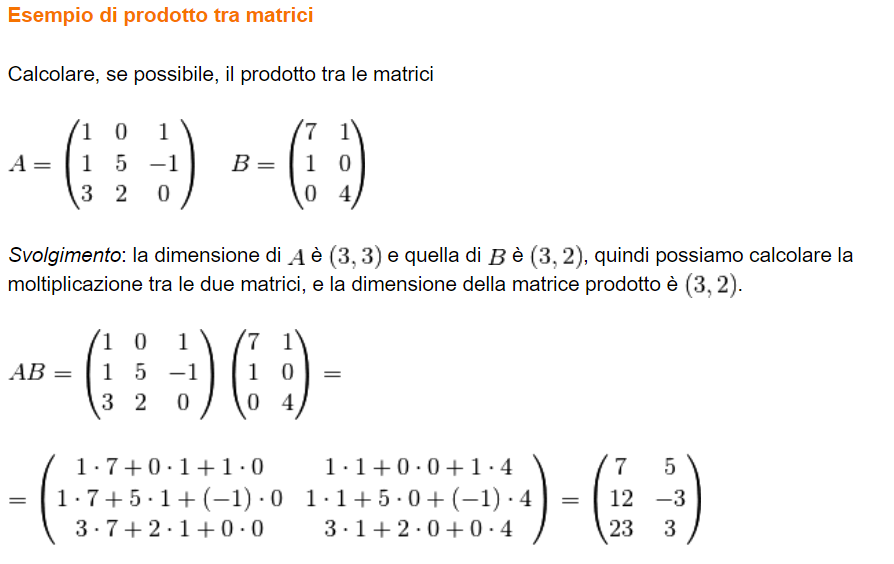 Esempio di prodotto tra matrici
Calcolare, se possibile, il prodotto tra le matrici
A = (1 0 1; 1 5 −1; 3 2 0) B = (7 1; 1 0; 0 4)
Svolgimento: la dimensione di A è (3, 3) e quella di B è (3, 2), quindi possiamo calcolare la
moltiplicazione tra le due matrici, e la dimensione della matrice prodotto è (3, 2).
AB = (1 0 1; 1 5 −1; 3 2 0) (7 1; 1 0; 0 4) =
= (1 · 7 + 0 · 1 + 1 · 0 1 · 1 + 0 · 0 + 1 · 4; 1 · 7 + 5 · 1 + (−1) · 0 1 · 1 + 5 · 0 + (−1) · 4; 3 · 7 + 2 · 1 + 0 · 0 3 · 1 + 2 · 0 + 0 · 4) = (7 5; 12 −3; 23 3)